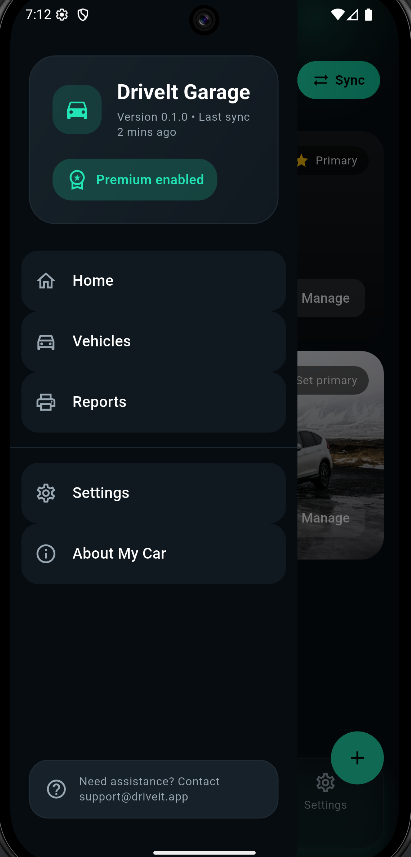 7:12
DriveIt Garage
Version 0.1.0 • Last sync
2 mins ago
Premium enabled
Sync
Primary
Manage
Set primary
Manage
Home
Vehicles
Reports
Settings
About My Car
Need assistance? Contact
support@driveit.app
Settings